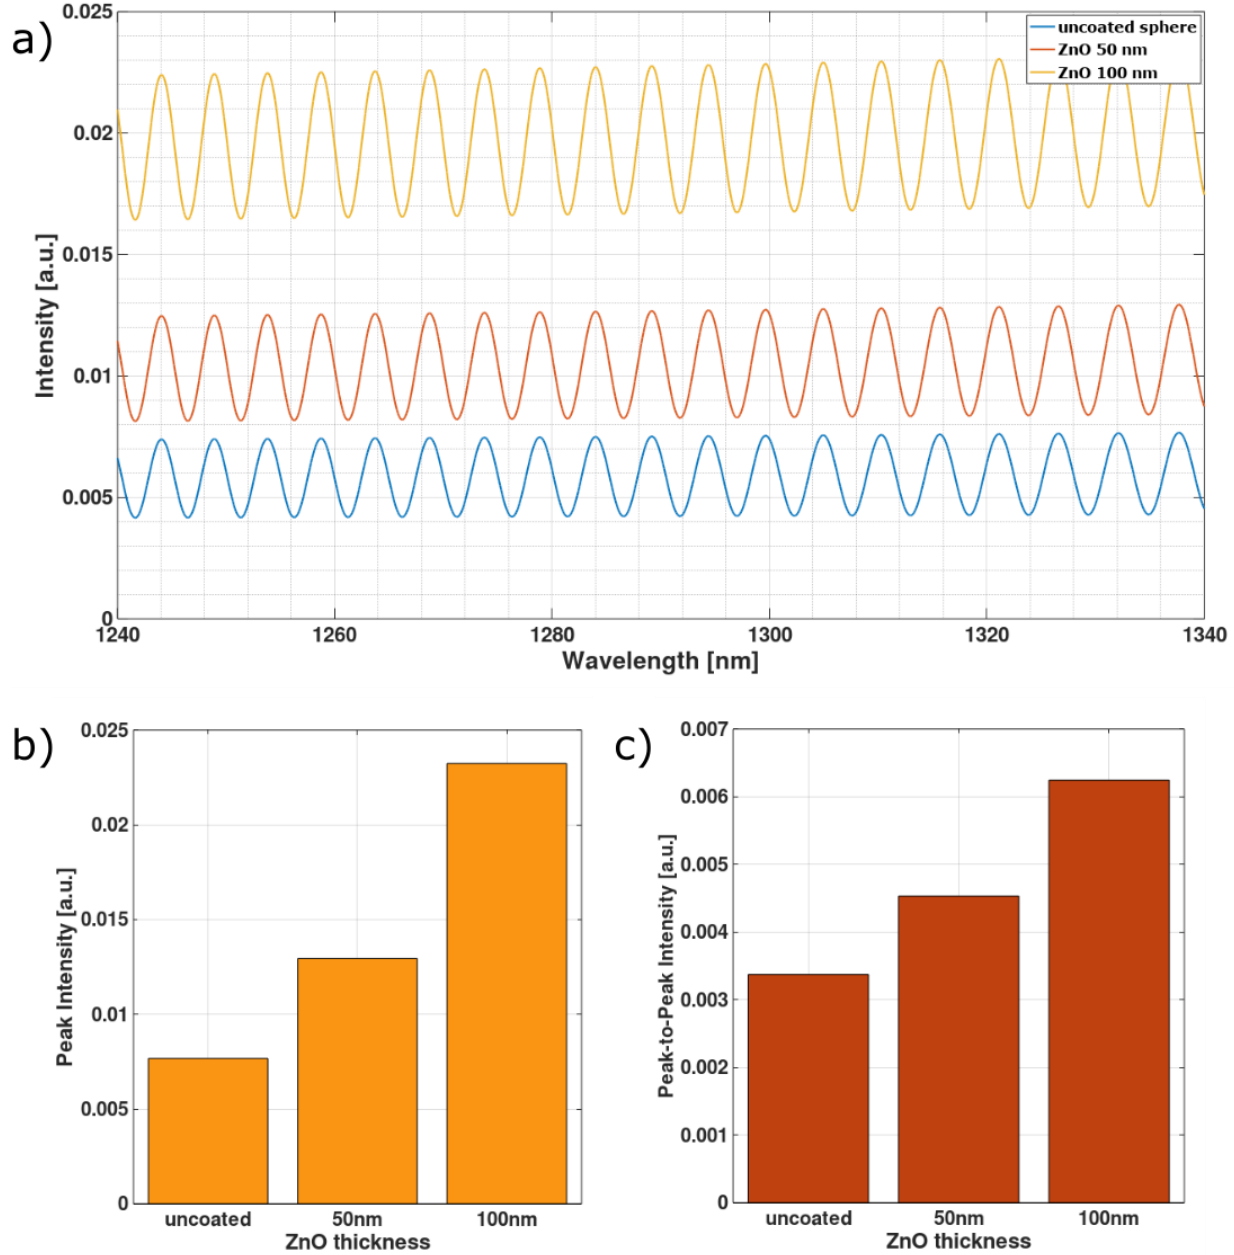 a)
0.025
0.02
0.015
0.01
0.005
0
Intensity [a.u.]
uncoated sphere
ZnO 50 nm
ZnO 100 nm
1240 1260 1280 1300 1320 1340
Wavelength [nm]
b)
0.025
0.02
0.015
0.01
0.005
0
Peak Intensity [a.u.]
uncoated 50nm 100nm
ZnO thickness
c)
0.007
0.006
0.005
0.004
0.003
0.002
0.001
0
Peak-to-Peak Intensity [a.u.]
uncoated 50nm 100nm
ZnO thickness